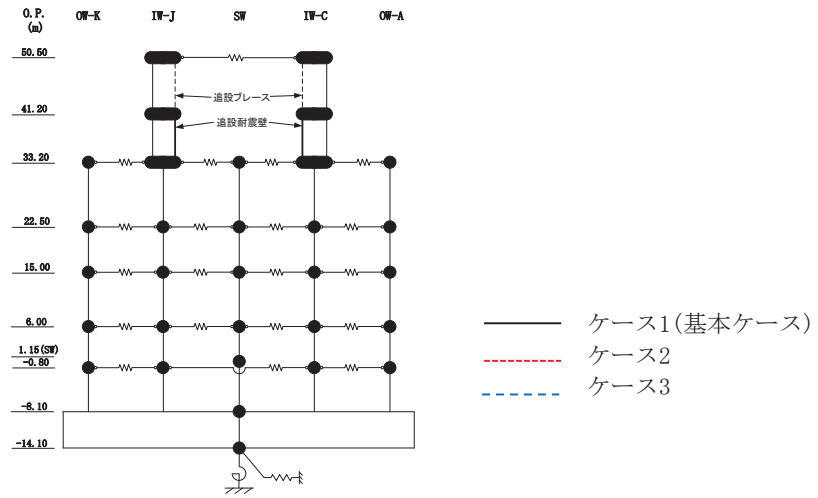 O.P.
(m)
OW-K IW-J SW IW-C OW-A
50.50
追設ブレース
41.20
追設耐震壁
33.20
22.50
15.00
6.00
1.15(SW)
-0.80
-8.10
-14.10
ケース1(基本ケース)
ケース2
ケース3